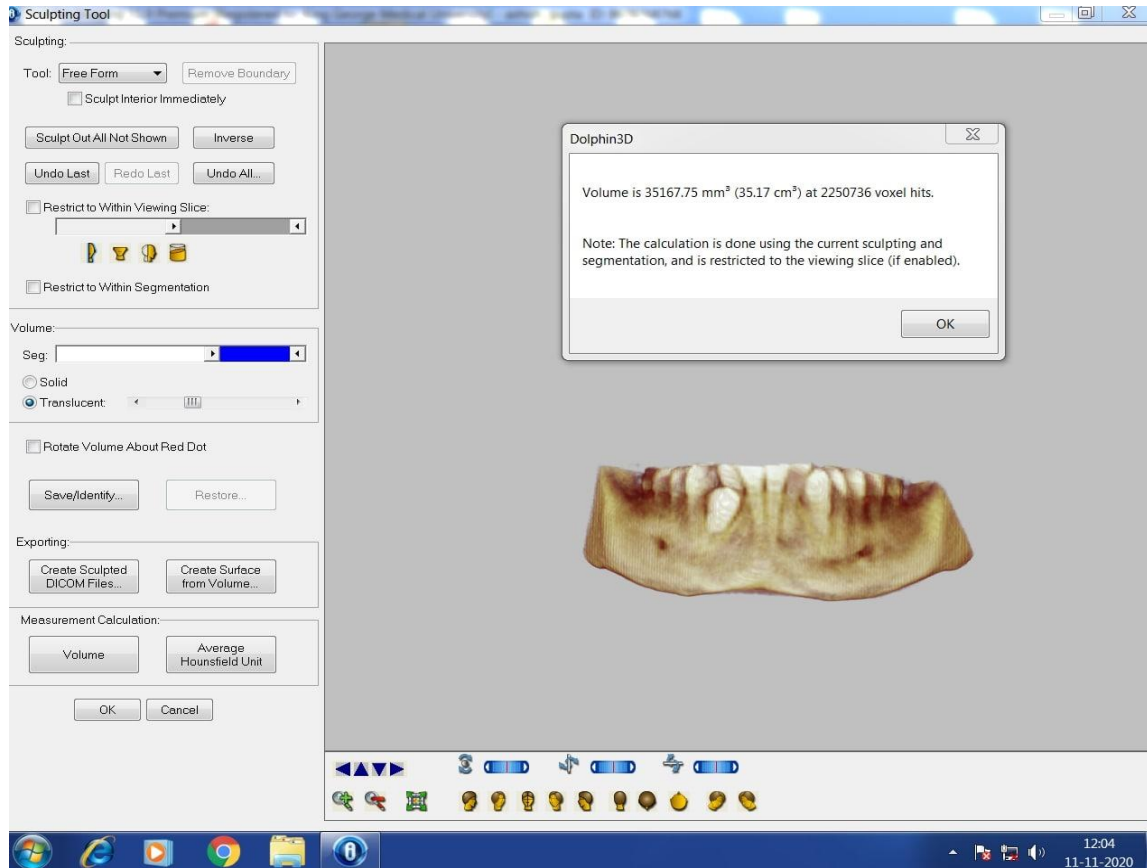 Sculpting Tool
Sculpting:
Tool: Free Form Remove Boundary
Sculpt Interior Immediately
Sculpt Out All Not Shown Inverse
Undo Last Redo Last Undo All...
Restrict to Within Viewing Slice:
Restrict to Within Segmentation
Volume:
Seg:
Solid
Translucent:
Rotate Volume About Red Dot
Save/Identify... Restore...
Exporting:
Create Sculpted DICOM Files...
Create Surface from Volume...
Measurement Calculation:
Volume
Average Hounsfield Unit
OK Cancel
Dolphin3D
Volume is 35167.75 mm³ (35.17 cm³) at 2250736 voxel hits.
Note: The calculation is done using the current sculpting and
segmentation, and is restricted to the viewing slice (if enabled).
OK
12:04
11-11-2020